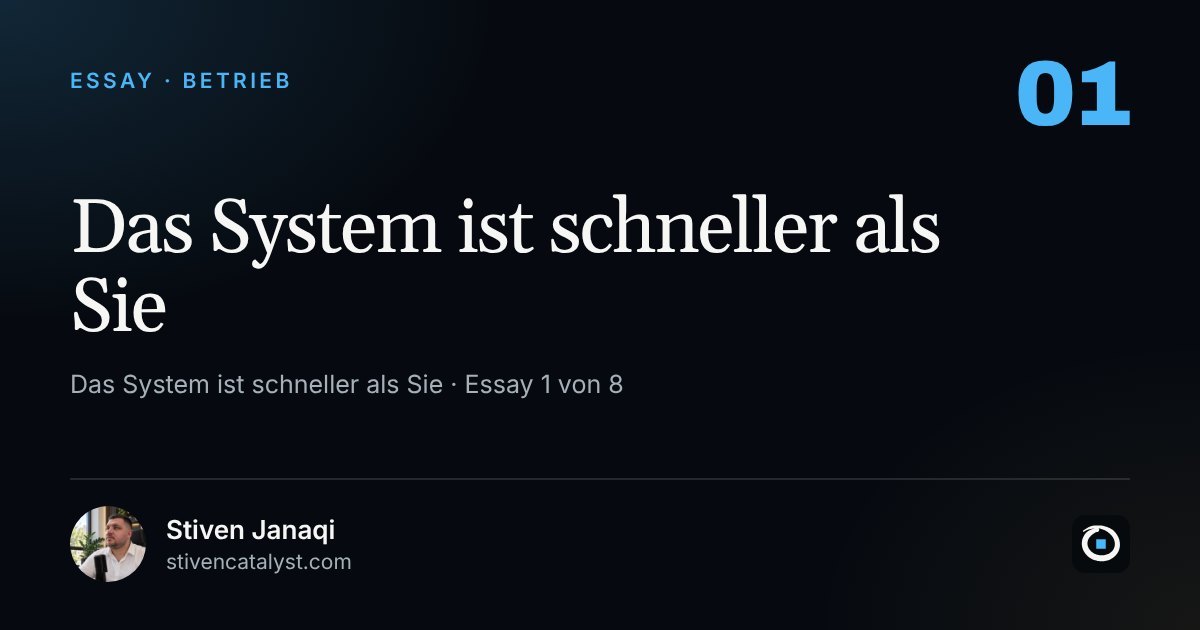 ESSAY · BETRIEB
01
Das System ist schneller als
Sie
Das System ist schneller als Sie · Essay 1 von 8
Stiven Janaqi
stivencatalyst.com